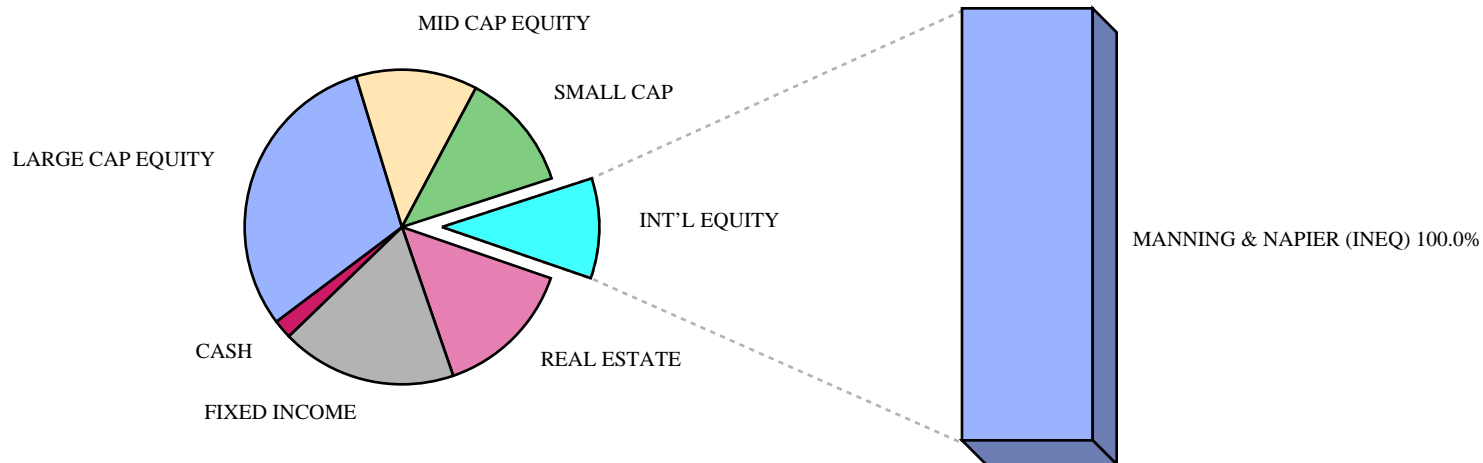 MID CAP EQUITY
SMALL CAP
LARGE CAP EQUITY
INT'L EQUITY
MANNING & NAPIER (INEQ) 100.0%
CASH
REAL ESTATE
FIXED INCOME